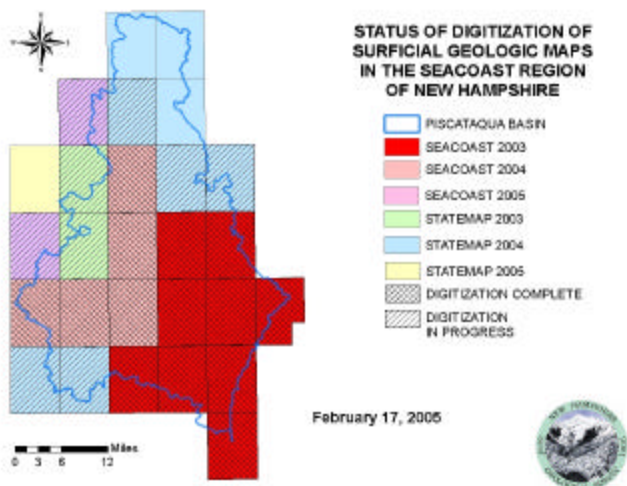 STATUS OF DIGITIZATION OF
SURFICIAL GEOLOGIC MAPS
IN THE SEACOAST REGION
OF NEW HAMPSHIRE
PISCATAQUA BASIN
SEACOAST 2003
SEACOAST 2004
SEACOAST 2005
STATEMAP 2003
STATEMAP 2004
STATEMAP 2005
DIGITIZATION COMPLETE
DIGITIZATION
IN PROGRESS
February 17, 2005
Miles
0 3 6 12
NEW HAMPSHIRE